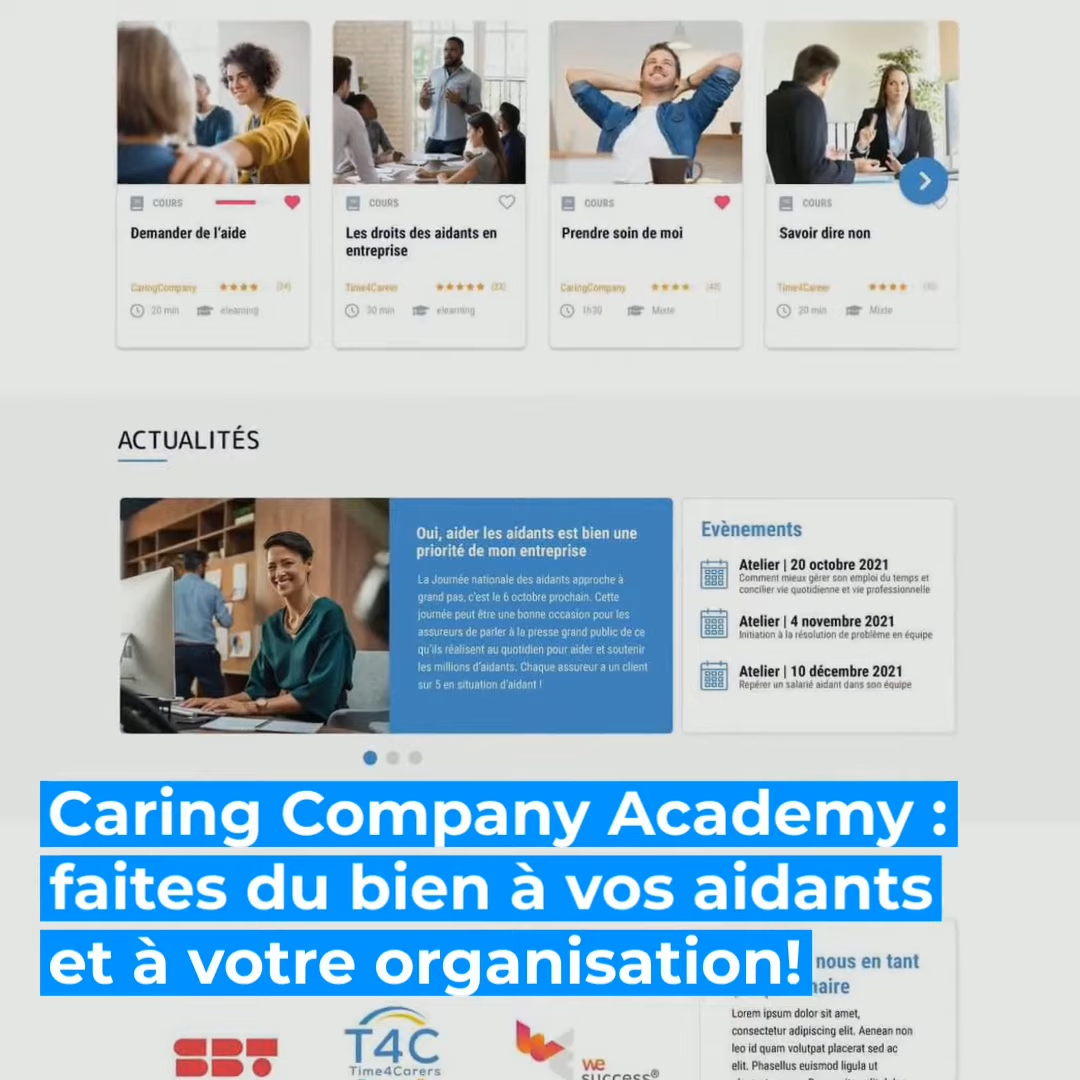 COURS
Demander de l’aide
CaringCompany
20 min elearning
COURS
Les droits des aidants en
entreprise
30 min elearning
COURS
Prendre soin de moi
CaringCompany
1h30 Mixte
COURS
Savoir dire non
20 min Mixte
ACTUALITÉS
Oui, aider les aidants est bien une
priorité de mon entreprise
La Journée nationale des aidants approche à
grand pas, c'est le 6 octobre prochain. Cette
journée peut être une bonne occasion pour les
assureurs de parler à la presse grand public de ce
qu'ils réalisent au quotidien pour aider et soutenir
les millions d'aidants. Chaque assureur a un client
sur 5 en situation d'aidant !
Evènements
Atelier | 20 octobre 2021
Comment mieux gérer son emploi du temps et
concilier vie quotidienne et vie professionnelle
Atelier | 4 novembre 2021
Initiation à la résolution de problème en équipe
Atelier | 10 décembre 2021
Repérer un salarié aidant dans son équipe
Caring Company Academy :
faites du bien à vos aidants
et à votre organisation!
nous en tant
Lorem ipsum dolor sit amet,
consectetur adipiscing elit. Aenean non
leo id quam volutpat placerat sed ac
elit. Phasellus euismod ligula ut
SBT
T4C
Time4Carers
we
success®